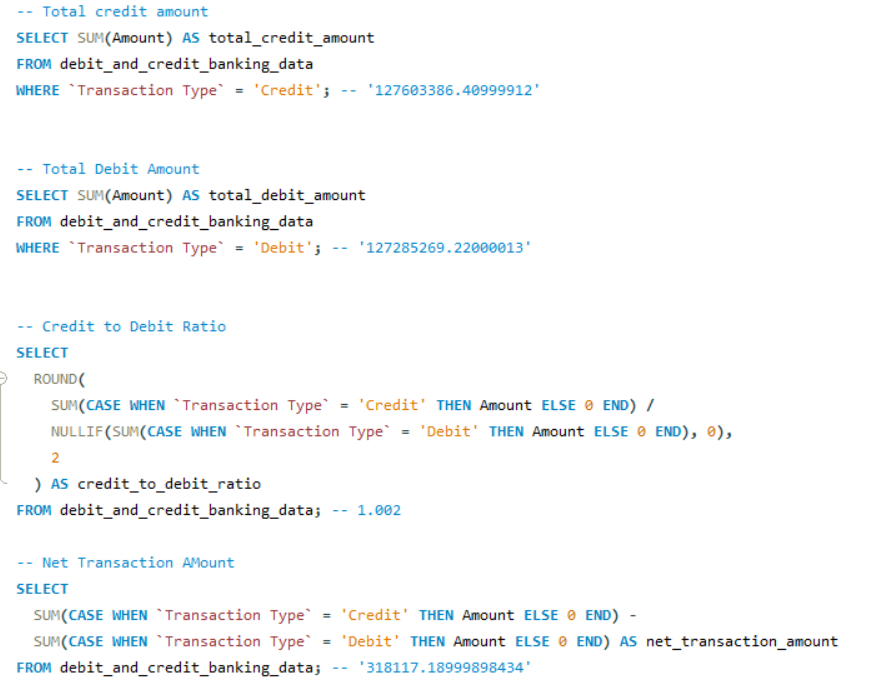 -- Total credit amount
SELECT SUM(Amount) AS total_credit_amount
FROM debit_and_credit_banking_data
WHERE `Transaction Type` = 'Credit'; -- '127603386.40999912'
-- Total Debit Amount
SELECT SUM(Amount) AS total_debit_amount
FROM debit_and_credit_banking_data
WHERE `Transaction Type` = 'Debit'; -- '127285269.22000013'
-- Credit to Debit Ratio
SELECT
ROUND(
SUM(CASE WHEN `Transaction Type` = 'Credit' THEN Amount ELSE 0 END) /
NULLIF(SUM(CASE WHEN `Transaction Type` = 'Debit' THEN Amount ELSE 0 END), 0),
2
) AS credit_to_debit_ratio
FROM debit_and_credit_banking_data; -- 1.002
-- Net Transaction AMount
SELECT
SUM(CASE WHEN `Transaction Type` = 'Credit' THEN Amount ELSE 0 END) -
SUM(CASE WHEN `Transaction Type` = 'Debit' THEN Amount ELSE 0 END) AS net_transaction_amount
FROM debit_and_credit_banking_data; -- '318117.18999898434'